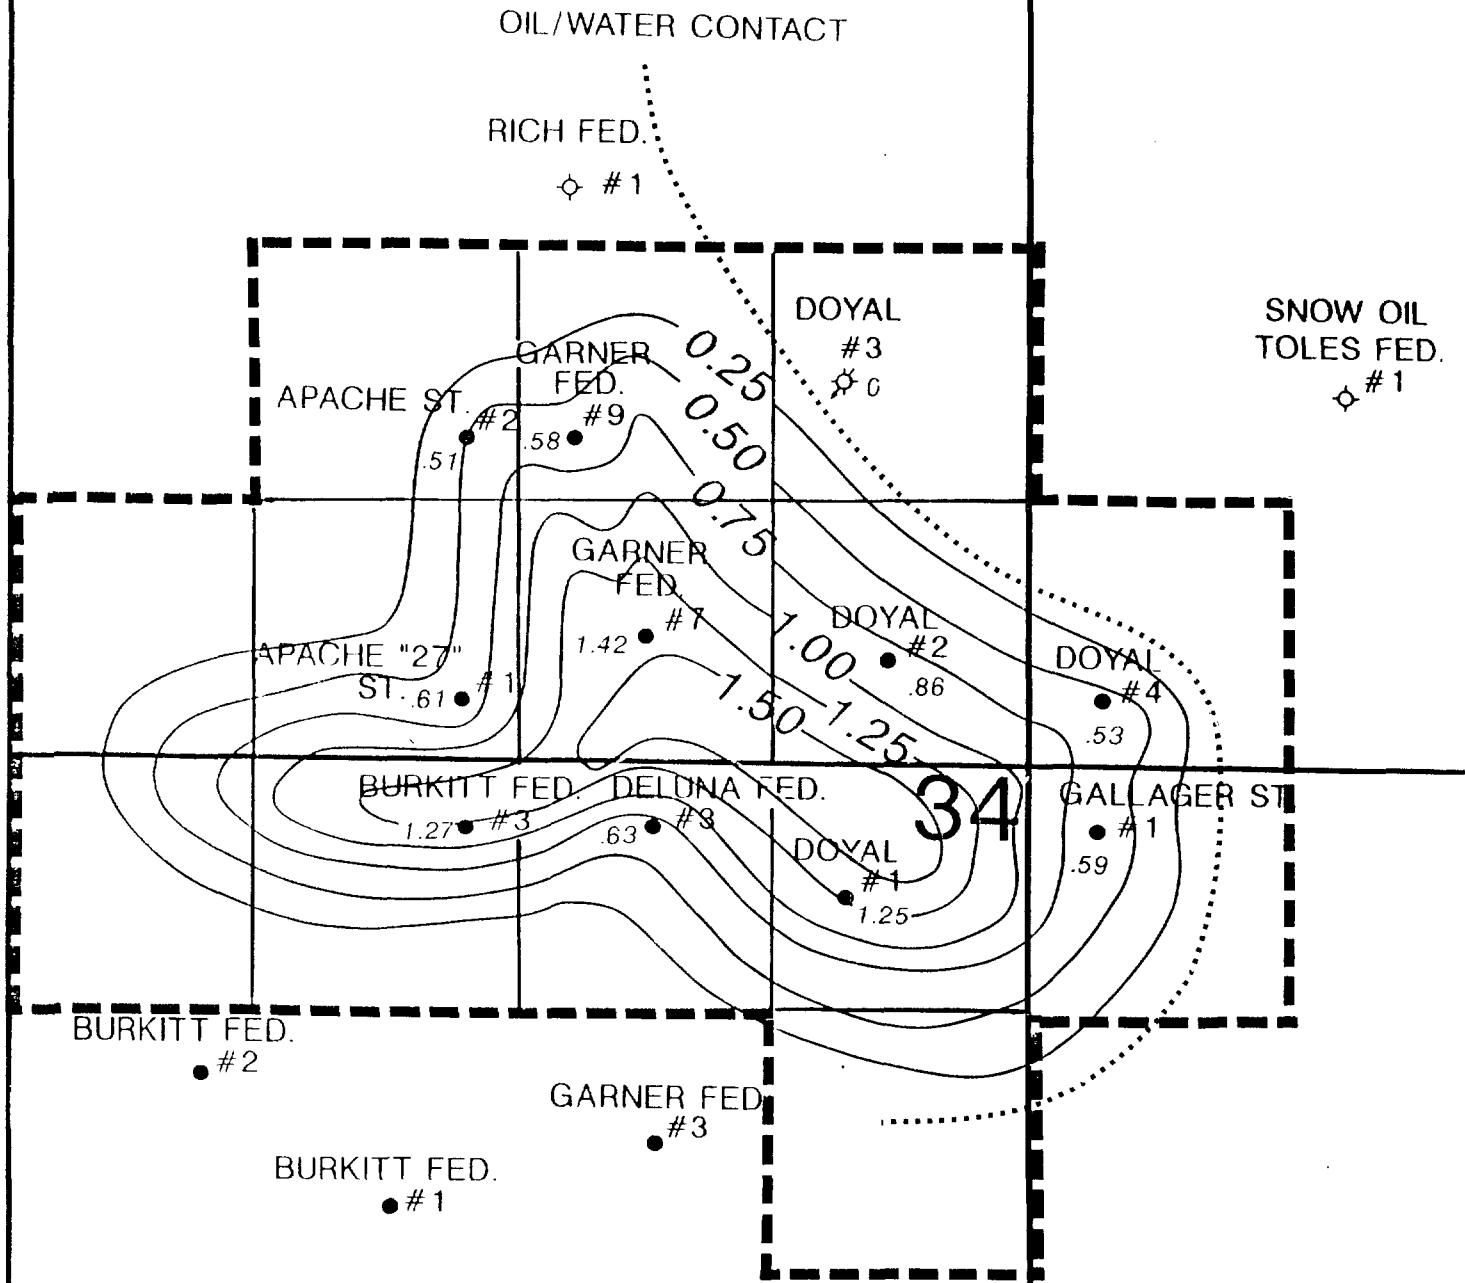 OIL/WATER CONTACT
RICH FED.
#1
DOYAL
#3
0
SNOW OIL
TOLES FED.
#1
0.25
GARNER
FED.
#9
.58
APACHE ST.
#2
.51
0.50
0.75
GARNER
FED.
#7
1.42
DOYAL
#2
.86
1.00
APACHE "27"
ST.
#1
.61
DOYAL
#4
.53
1.50
1.25
BURKITT FED.
#3
1.27
DELUNA FED.
#3
.63
34
GALLAGER ST
#1
.59
DOYAL
#1
1.25
BURKITT FED.
#2
GARNER FED
#3
BURKITT FED.
#1